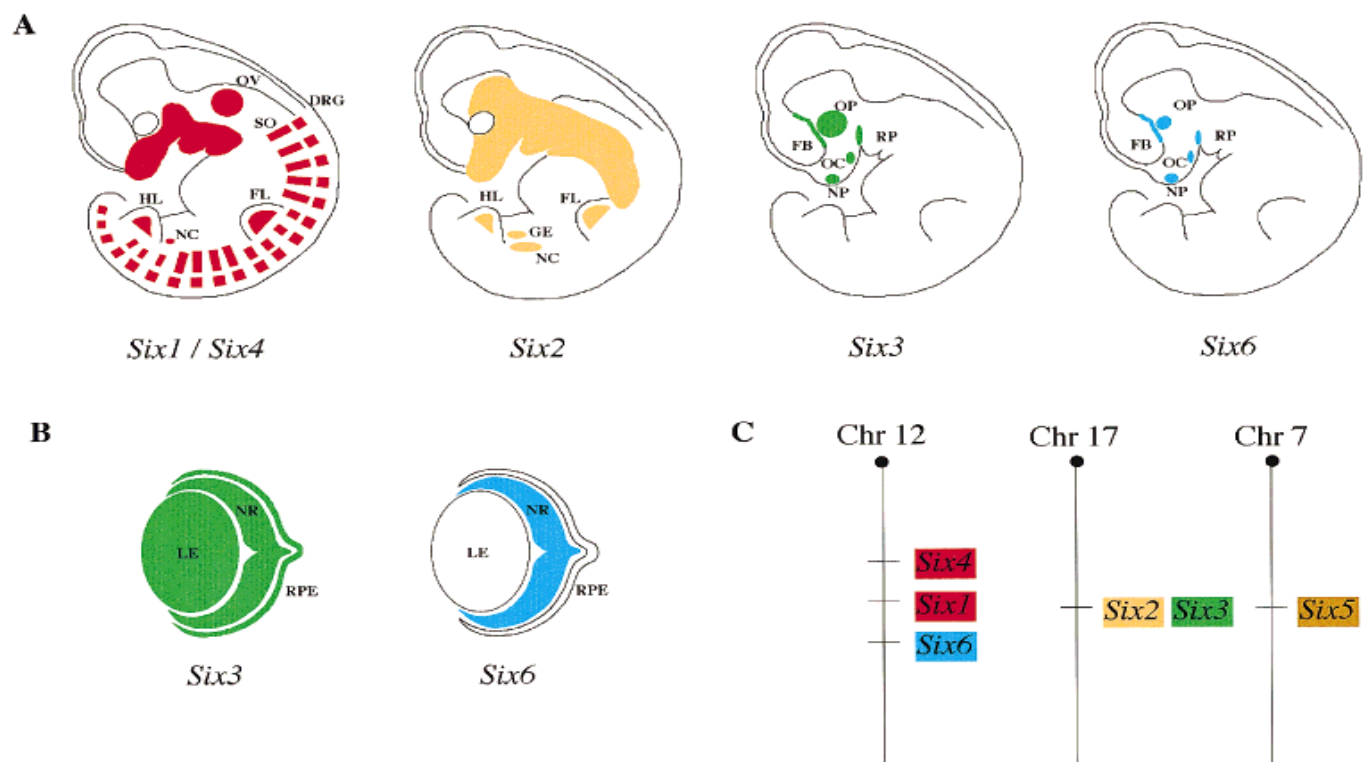 A
OV
DRG
SO
HL
FL
NC
Six1 / Six4
HL
FL
GE
NC
Six2
OP
FB
RP
OC
NP
Six3
OP
FB
RP
OC
NP
Six6
B
NR
LE
RPE
Six3
NR
LE
RPE
Six6
C
Chr 12
Chr 17
Chr 7
Six4
Six1
Six2
Six3
Six5
Six6